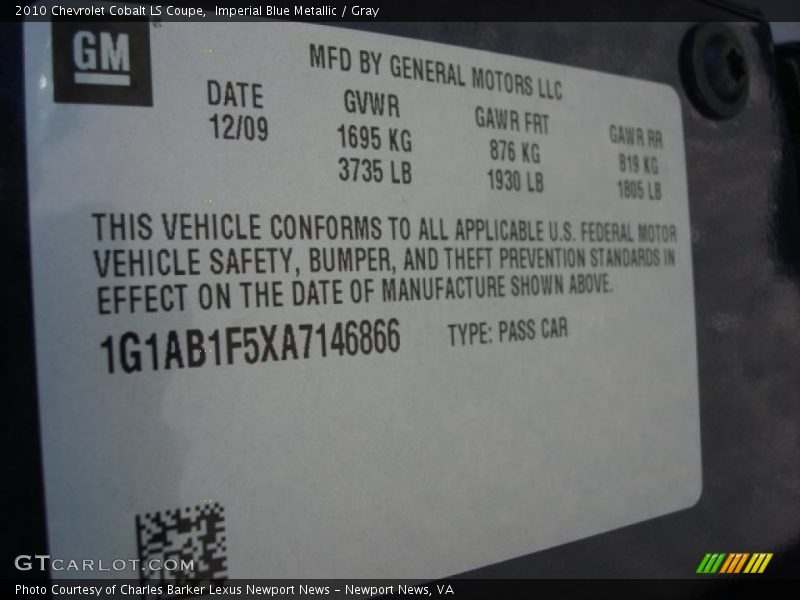 2010 Chevrolet Cobalt LS Coupe, Imperial Blue Metallic / Gray
GM
MFD BY GENERAL MOTORS LLC
DATE GVWR GAWR FRT GAWR RR
12/09 1695 KG 876 KG 819 KG
3735 LB 1930 LB 1805 LB
THIS VEHICLE CONFORMS TO ALL APPLICABLE U.S. FEDERAL MOTOR
VEHICLE SAFETY, BUMPER, AND THEFT PREVENTION STANDARDS IN
EFFECT ON THE DATE OF MANUFACTURE SHOWN ABOVE.
1G1AB1F5XA7146866 TYPE: PASS CAR
GTCARLOT.COM
Photo Courtesy of Charles Barker Lexus Newport News – Newport News, VA